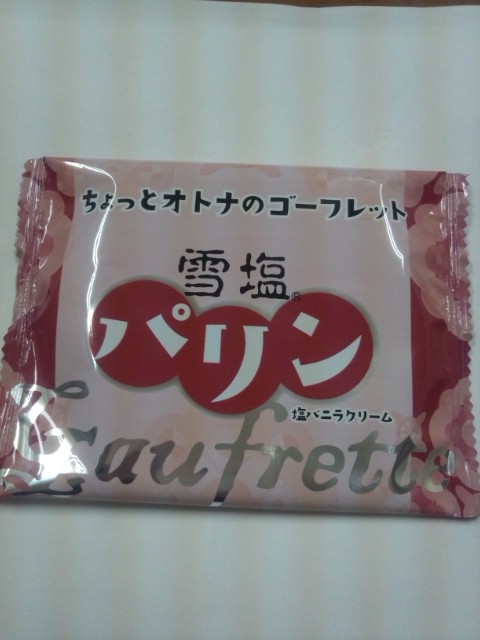 ちょっとオトナのゴーフレット
雪塩®
パリン
塩バニラクリーム
Gaufrette